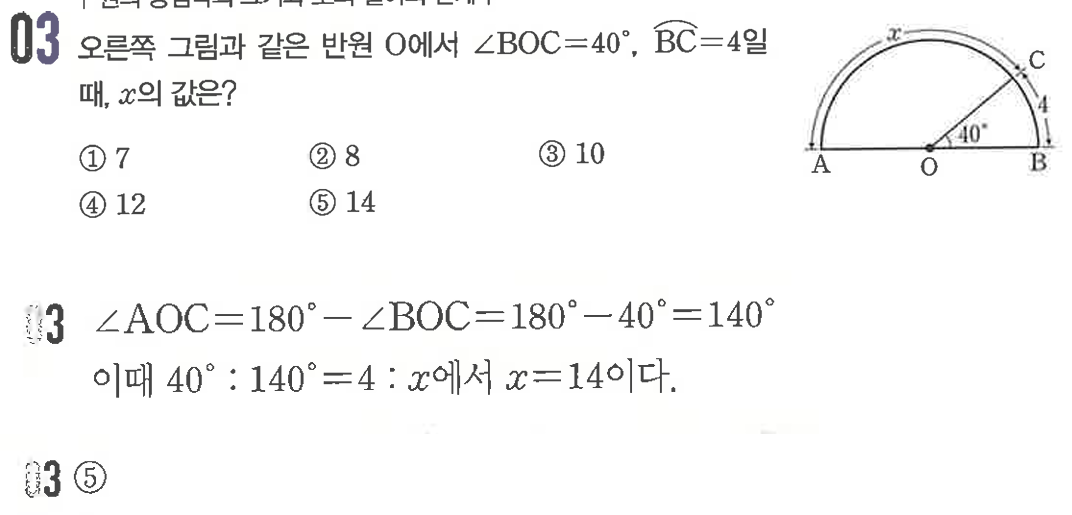 03 오른쪽 그림과 같은 반원 O에서 ∠BOC=40°, B͡C=4일
때, x의 값은?
① 7 ② 8 ③ 10
④ 12 ⑤ 14
x
C
4
40°
A O B
03 ∠AOC=180°-∠BOC=180°-40°=140°
이때 40° : 140°=4 : x에서 x=14이다.
03 ⑤